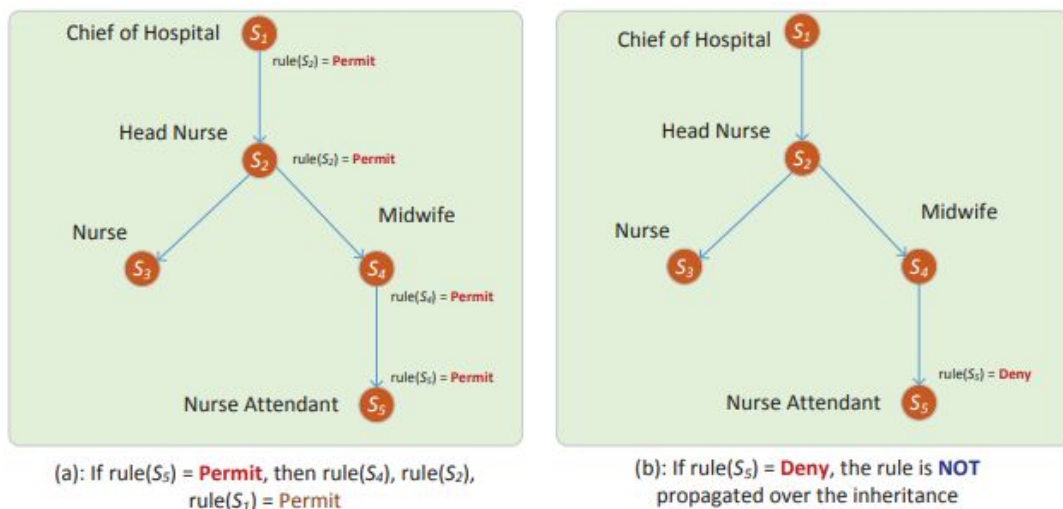 Chief of Hospital
S1
rule(S2) = Permit
Head Nurse
S2
rule(S2) = Permit
Midwife
Nurse
S3
S4
rule(S4) = Permit
rule(S5) = Permit
Nurse Attendant
S5
(a): If rule(S5) = Permit, then rule(S4), rule(S2),
rule(S1) = Permit
Chief of Hospital
S1
Head Nurse
S2
Midwife
Nurse
S3
S4
rule(S5) = Deny
Nurse Attendant
S5
(b): If rule(S5) = Deny, the rule is NOT
propagated over the inheritance